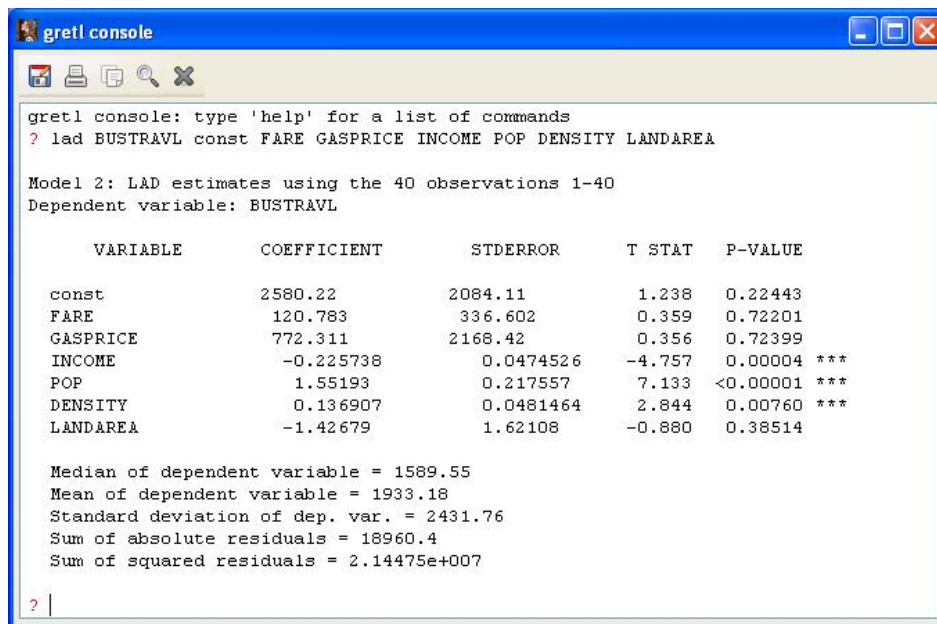 gretl console
gretl console: type 'help' for a list of commands
? lad BUSTRAVL const FARE GASPRICE INCOME POP DENSITY LANDAREA
Model 2: LAD estimates using the 40 observations 1-40
Dependent variable: BUSTRAVL
VARIABLE COEFFICIENT STDERROR T STAT P-VALUE
const 2580.22 2084.11 1.238 0.22443
FARE 120.783 336.602 0.359 0.72201
GASPRICE 772.311 2168.42 0.356 0.72399
INCOME -0.225738 0.0474526 -4.757 0.00004 ***
POP 1.55193 0.217557 7.133 <0.00001 ***
DENSITY 0.136907 0.0481464 2.844 0.00760 ***
LANDAREA -1.42679 1.62108 -0.880 0.38514
Median of dependent variable = 1589.55
Mean of dependent variable = 1933.18
Standard deviation of dep. var. = 2431.76
Sum of absolute residuals = 18960.4
Sum of squared residuals = 2.14475e+007
?